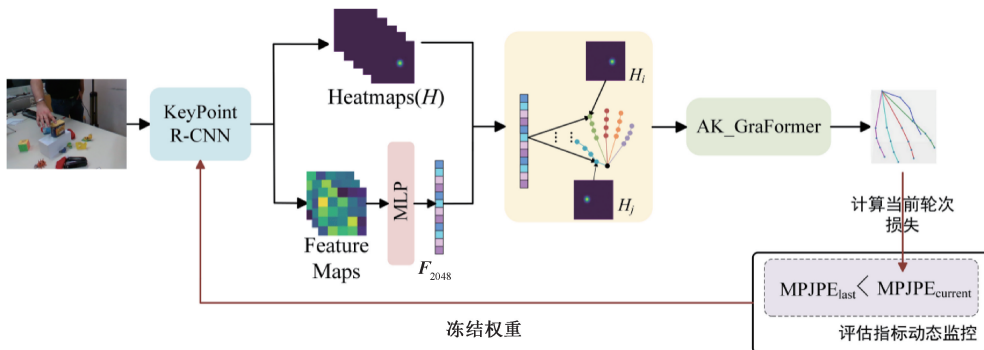 KeyPoint
R-CNN
Heatmaps(H)
Feature
Maps
MLP
F2048
Hi
Hj
AK_GraFormer
计算当前轮次
损失
MPJPElast < MPJPEcurrent
评估指标动态监控
冻结权重